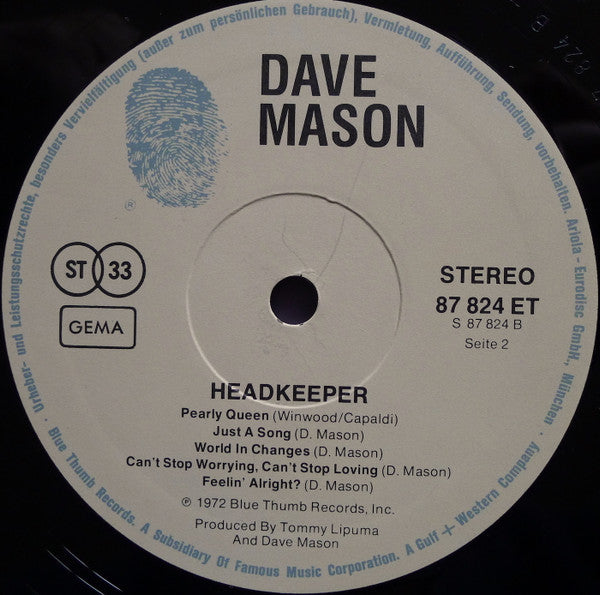 DAVE
MASON
®
ST 33
GEMA
STEREO
87 824 ET
S 87 824 B
Seite 2
HEADKEEPER
Pearly Queen (Winwood/Capaldi)
Just A Song (D. Mason)
World In Changes (D. Mason)
Can't Stop Worrying, Can't Stop Loving (D. Mason)
Feelin' Alright? (D. Mason)
℗ 1972 Blue Thumb Records, Inc.
Produced By Tommy Lipuma
And Dave Mason
Urheber- und Leistungsschutzrechte, besonders Vervielfältigung (außer zum persönlichen Gebrauch), Vermietung, Aufführung, Sendung, vorbehalten. Ariola - Eurodisc GmbH., München ·
Blue Thumb Records. A Subsidiary Of Famous Music Corporation. A Gulf + Western Company ·